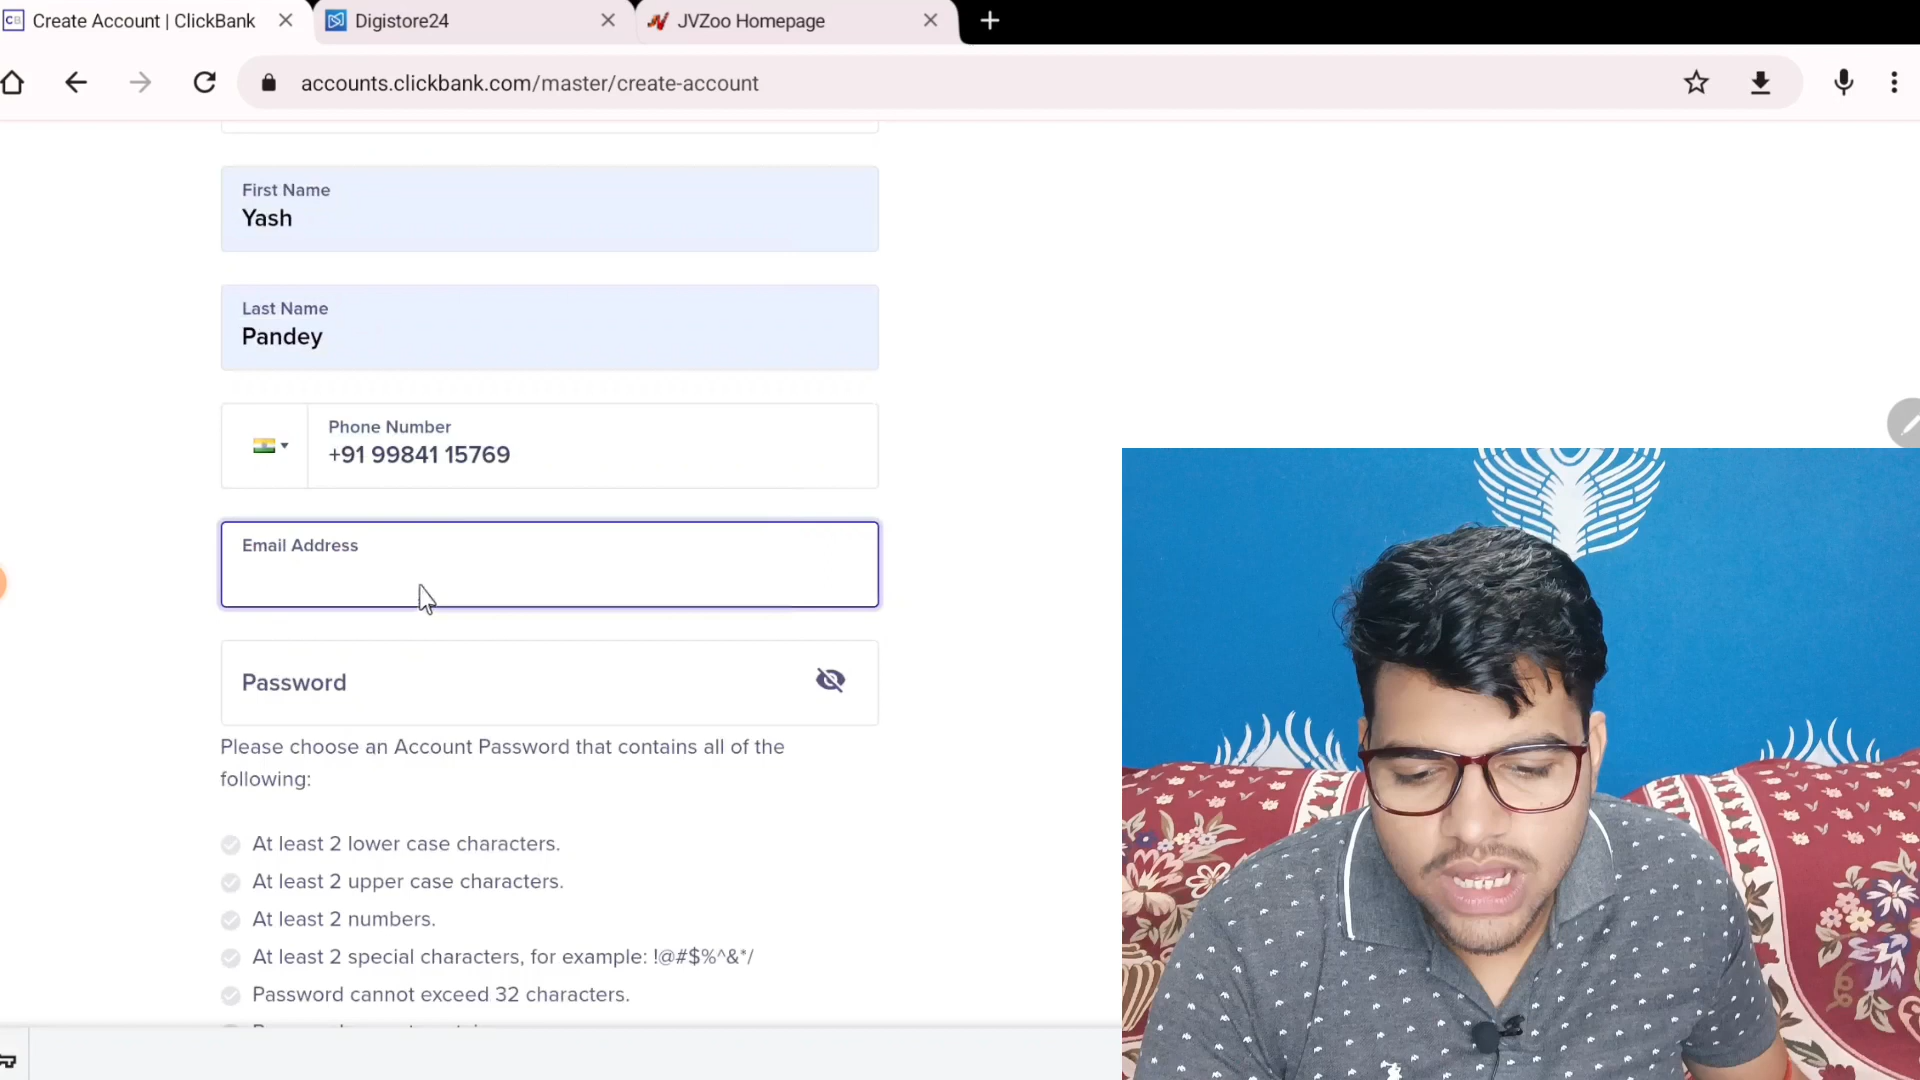 Create Account | ClickBank
Digistore24
JVZoo Homepage
accounts.clickbank.com/master/create-account
First Name
Yash
Last Name
Pandey
Phone Number
+91 99841 15769
Email Address
Password
Please choose an Account Password that contains all of the
following:
At least 2 lower case characters.
At least 2 upper case characters.
At least 2 numbers.
At least 2 special characters, for example: !@#$%^&*/
Password cannot exceed 32 characters.